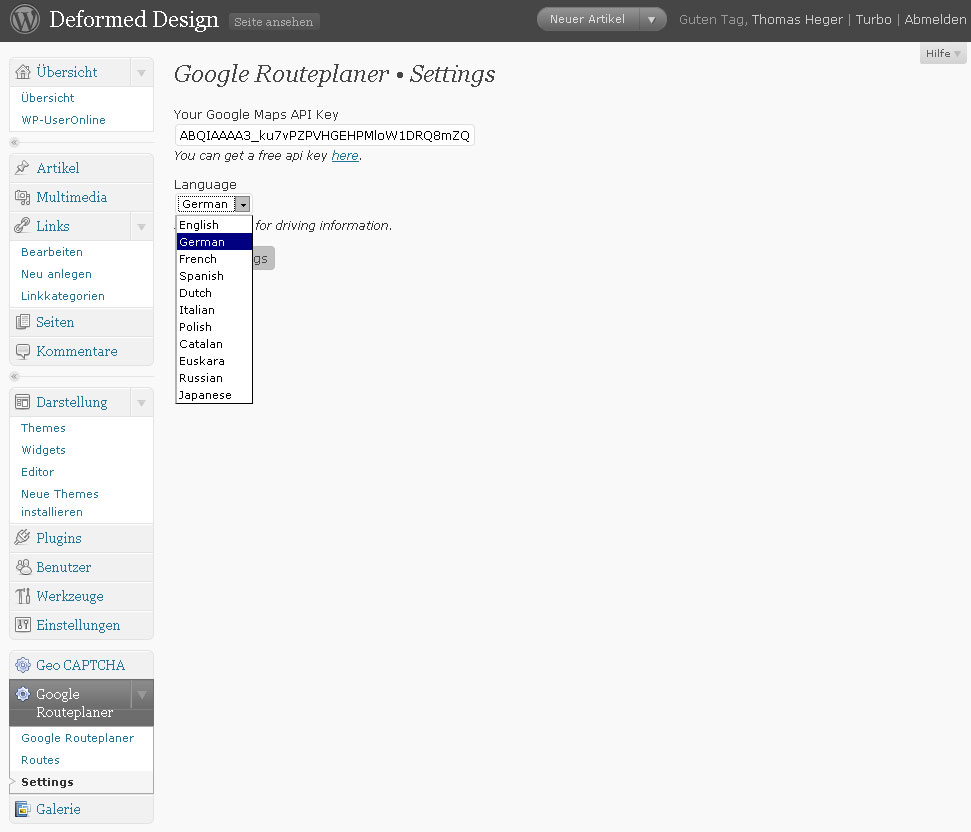 Deformed Design
Seite ansehen
Neuer Artikel
Guten Tag, Thomas Heger | Turbo | Abmelden
Hilfe
Übersicht
Übersicht
WP-UserOnline
Artikel
Multimedia
Links
Bearbeiten
Neu anlegen
Linkkategorien
Seiten
Kommentare
Darstellung
Themes
Widgets
Editor
Neue Themes
installieren
Plugins
Benutzer
Werkzeuge
Einstellungen
Geo CAPTCHA
Google
Routeplaner
Google Routeplaner
Routes
Settings
Galerie
Google Routeplaner • Settings
Your Google Maps API Key
ABQIAAAA3_ku7vPZPVHGEHPMloW1DRQ8mZQ
You can get a free api key here.
Language
German
for driving information.
gs
English
German
French
Spanish
Dutch
Italian
Polish
Catalan
Euskara
Russian
Japanese